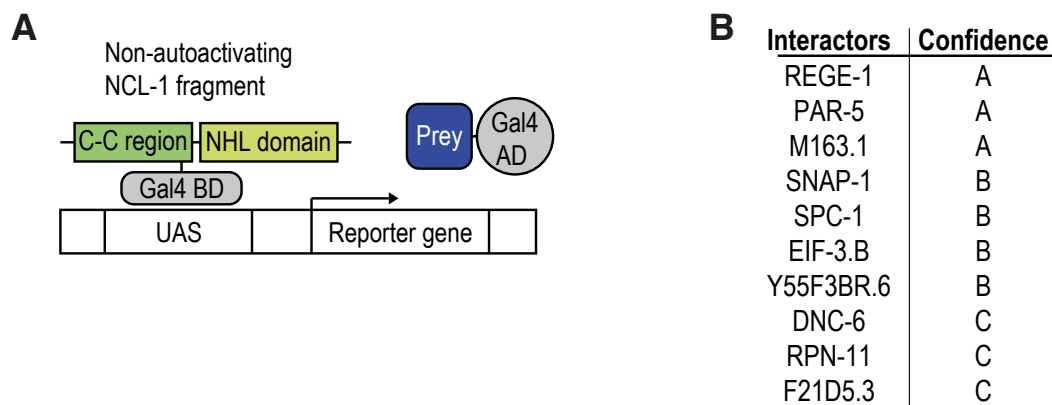 A
Non-autoactivating
NCL-1 fragment
C-C region NHL domain
Gal4 BD
Prey
Gal4
AD
UAS Reporter gene
B
Interactors Confidence
REGE-1 A
PAR-5 A
M163.1 A
SNAP-1 B
SPC-1 B
EIF-3.B B
Y55F3BR.6 B
DNC-6 C
RPN-11 C
F21D5.3 C